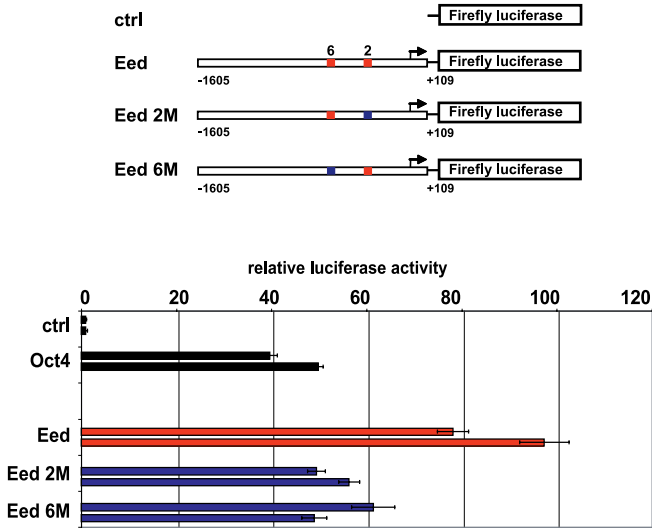 ctrl Firefly luciferase
6 2
Eed Firefly luciferase
-1605 +109
Eed 2M Firefly luciferase
-1605 +109
Eed 6M Firefly luciferase
-1605 +109
relative luciferase activity
0 20 40 60 80 100 120
ctrl
Oct4
Eed
Eed 2M
Eed 6M